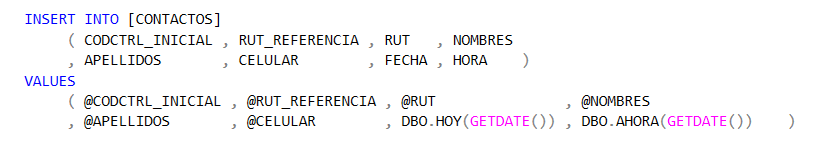 INSERT INTO [CONTACTOS]
( CODCTRL_INICIAL , RUT_REFERENCIA , RUT , NOMBRES
, APELLIDOS , CELULAR , FECHA , HORA )
VALUES
( @CODCTRL_INICIAL , @RUT_REFERENCIA , @RUT , @NOMBRES
, @APELLIDOS , @CELULAR , DBO.HOY(GETDATE()) , DBO.AHORA(GETDATE()) )